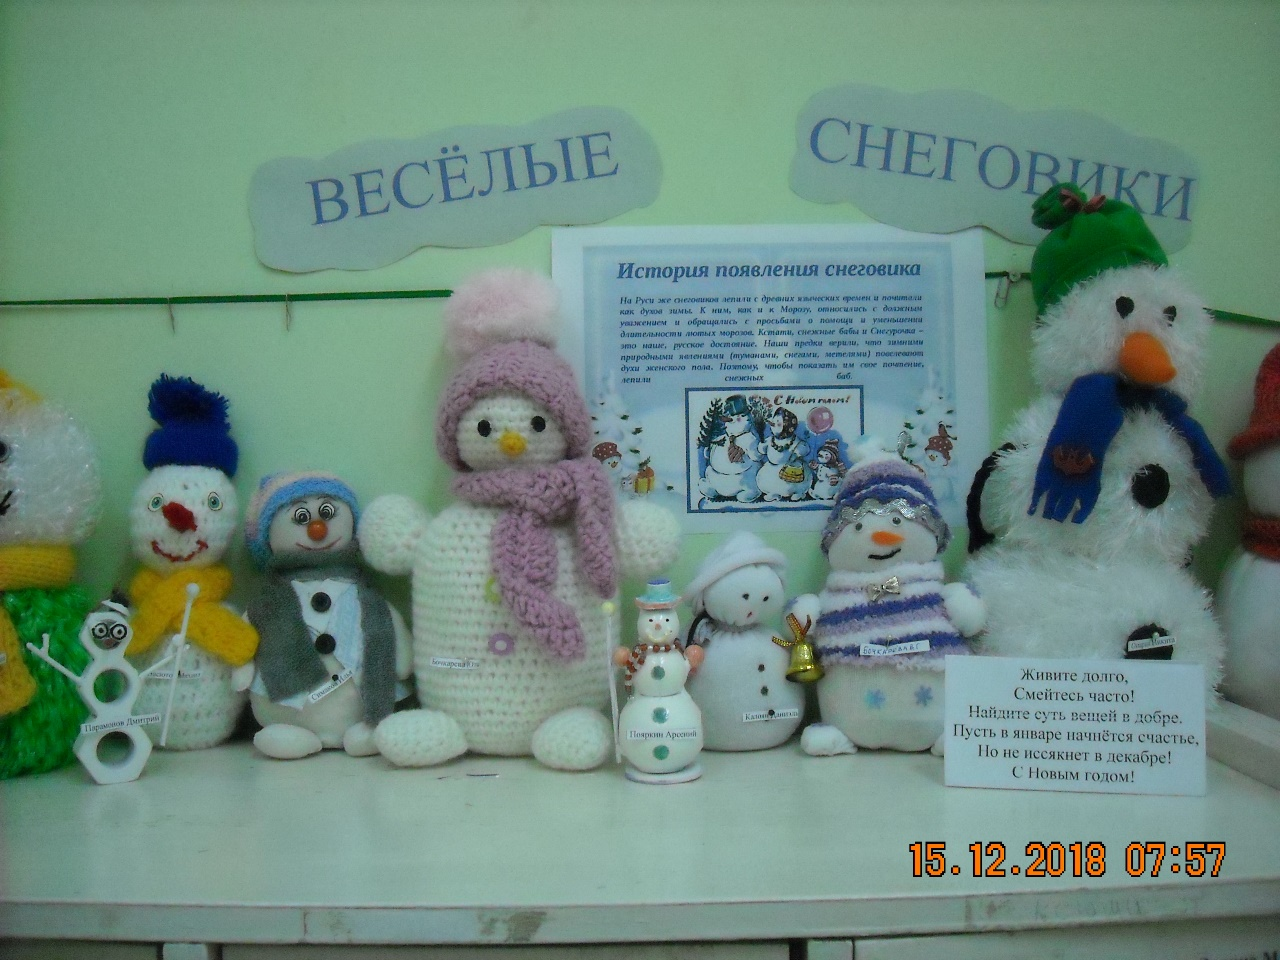 ВЕСЁЛЫЕ
СНЕГОВИКИ
История появления снеговика
На Руси же снеговиков лепили с древних языческих времен и почитали
как духов зимы. К ним, как и к Морозу, относились с должным
уважением и обращались с просьбами о помощи и уменьшении
длительности лютых морозов. Кстати, снежные бабы и Снегурочка –
это наше, русское достояние. Наши предки верили, что зимними
природными явлениями (туманами, снегами, метелями) повелевают
духи женского пола. Поэтому, чтобы показать им свое почтение,
лепили снежных баб.
Парамонов Дмитрий
Пояркин Арсений
Живите долго,
Смейтесь часто!
Найдите суть вещей в добре.
Пусть в январе начнётся счастье,
Но не иссякнет в декабре!
С Новым годом!
15.12.2018 07:57